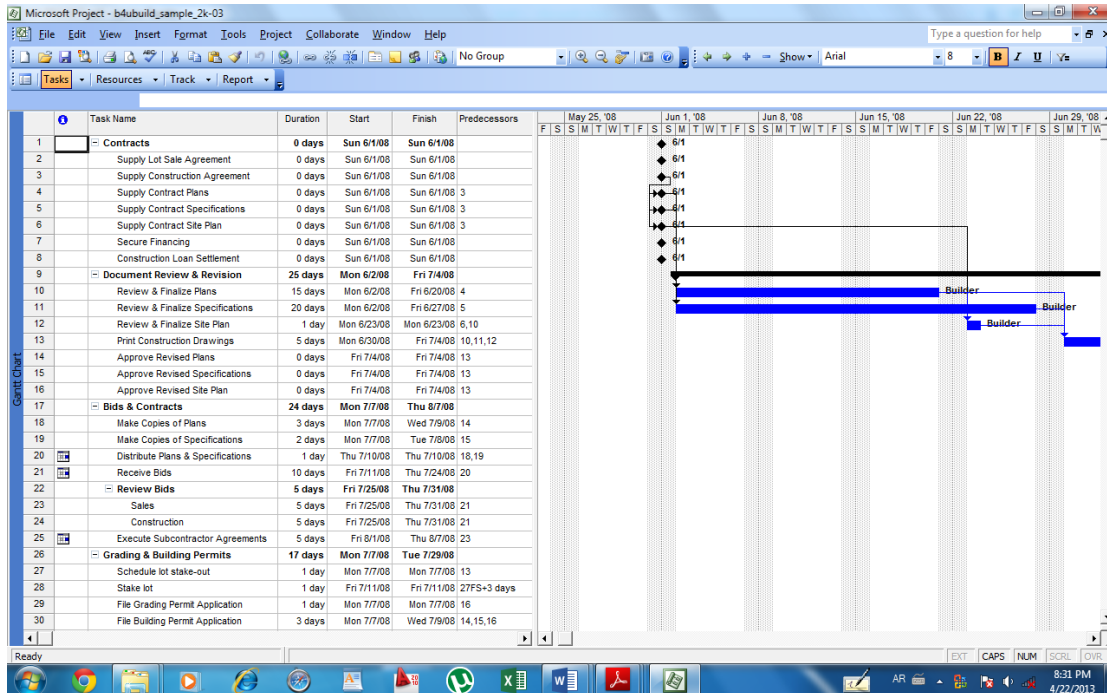 Microsoft Project - b4ubuild_sample_2k-03
File Edit View Insert Format Tools Project Collaborate Window Help Type a question for help
No Group Show Arial 8 B I U
Tasks Resources Track Report
Task Name Duration Start Finish Predecessors May 25, '08 Jun 1, '08 Jun 8, '08 Jun 15, '08 Jun 22, '08 Jun 29, '08
F S S M T W T F S S M T W T F S S M T W T F S S M T W T F S S M T W T F S S M T W
1 Contracts 0 days Sun 6/1/08 Sun 6/1/08 6/1
2 Supply Lot Sale Agreement 0 days Sun 6/1/08 Sun 6/1/08 6/1
3 Supply Construction Agreement 0 days Sun 6/1/08 Sun 6/1/08 6/1
4 Supply Contract Plans 0 days Sun 6/1/08 Sun 6/1/08 3 6/1
5 Supply Contract Specifications 0 days Sun 6/1/08 Sun 6/1/08 3 6/1
6 Supply Contract Site Plan 0 days Sun 6/1/08 Sun 6/1/08 3 6/1
7 Secure Financing 0 days Sun 6/1/08 Sun 6/1/08 6/1
8 Construction Loan Settlement 0 days Sun 6/1/08 Sun 6/1/08 6/1
9 Document Review & Revision 25 days Mon 6/2/08 Fri 7/4/08
10 Review & Finalize Plans 15 days Mon 6/2/08 Fri 6/20/08 4 Builder
11 Review & Finalize Specifications 20 days Mon 6/2/08 Fri 6/27/08 5 Builder
12 Review & Finalize Site Plan 1 day Mon 6/23/08 Mon 6/23/08 6,10 Builder
13 Print Construction Drawings 5 days Mon 6/30/08 Fri 7/4/08 10,11,12
14 Approve Revised Plans 0 days Fri 7/4/08 Fri 7/4/08 13
15 Approve Revised Specifications 0 days Fri 7/4/08 Fri 7/4/08 13
16 Approve Revised Site Plan 0 days Fri 7/4/08 Fri 7/4/08 13
17 Bids & Contracts 24 days Mon 7/7/08 Thu 8/7/08
18 Make Copies of Plans 3 days Mon 7/7/08 Wed 7/9/08 14
19 Make Copies of Specifications 2 days Mon 7/7/08 Tue 7/8/08 15
20 Distribute Plans & Specifications 1 day Thu 7/10/08 Thu 7/10/08 18,19
21 Receive Bids 10 days Fri 7/11/08 Thu 7/24/08 20
22 Review Bids 5 days Fri 7/25/08 Thu 7/31/08
23 Sales 5 days Fri 7/25/08 Thu 7/31/08 21
24 Construction 5 days Fri 7/25/08 Thu 7/31/08 21
25 Execute Subcontractor Agreements 5 days Fri 8/1/08 Thu 8/7/08 23
26 Grading & Building Permits 17 days Mon 7/7/08 Tue 7/29/08
27 Schedule lot stake-out 1 day Mon 7/7/08 Mon 7/7/08 13
28 Stake lot 1 day Fri 7/11/08 Fri 7/11/08 27FS+3 days
29 File Grading Permit Application 1 day Mon 7/7/08 Mon 7/7/08 16
30 File Building Permit Application 3 days Mon 7/7/08 Wed 7/9/08 14,15,16
Gantt Chart
Ready EXT CAPS NUM SCRL OVR
AR 8:31 PM
4/22/2013